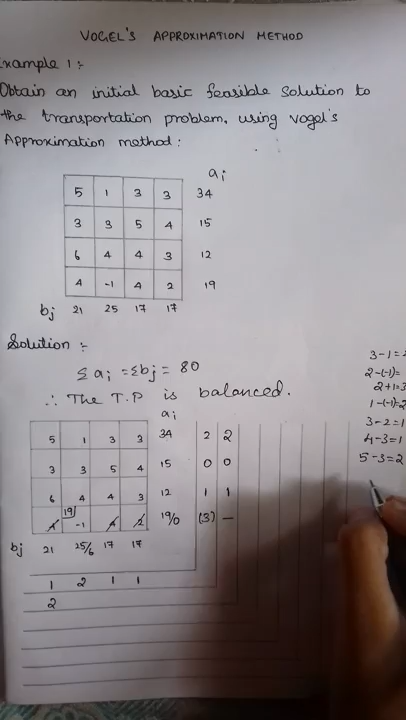 VOGEL'S APPROXIMATION METHOD
Example 1:-
Obtain an initial basic feasible solution to
the transportation problem, using Vogel's
Approximation method:
ai
5 1 3 3 34
3 3 5 4 15
6 4 4 3 12
4 -1 4 2 19
bj 21 25 17 17
Solution:-
Σai = Σbj = 80
∴ The T.P is balanced.
ai
5 1 3 3 34 2 2
3 3 5 4 15 0 0
6 4 4 3 12 1 1
4 19 -1 4 2 19/0 (3) —
bj 21 25/6 17 17
1 2 1 1
2
3-1=2
2-(-1)=
2+1=3
1-(-1)=2
3-2=1
4-3=1
5-3=2